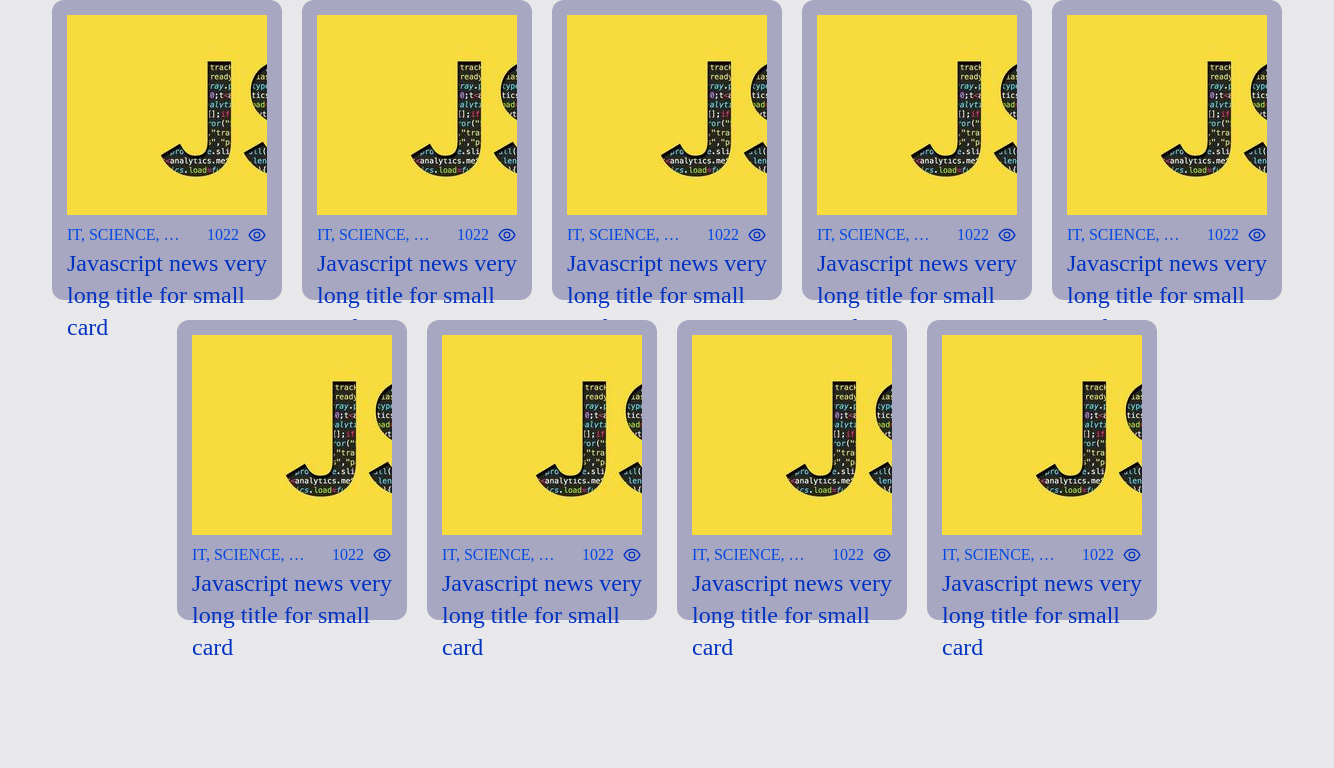 IT, SCIENCE, … 1022
Javascript news very
long title for small
card
IT, SCIENCE, … 1022
Javascript news very
long title for small
IT, SCIENCE, … 1022
Javascript news very
long title for small
IT, SCIENCE, … 1022
Javascript news very
long title for small
IT, SCIENCE, … 1022
Javascript news very
long title for small
IT, SCIENCE, … 1022
Javascript news very
long title for small
card
IT, SCIENCE, … 1022
Javascript news very
long title for small
card
IT, SCIENCE, … 1022
Javascript news very
long title for small
card
IT, SCIENCE, … 1022
Javascript news very
long title for small
card